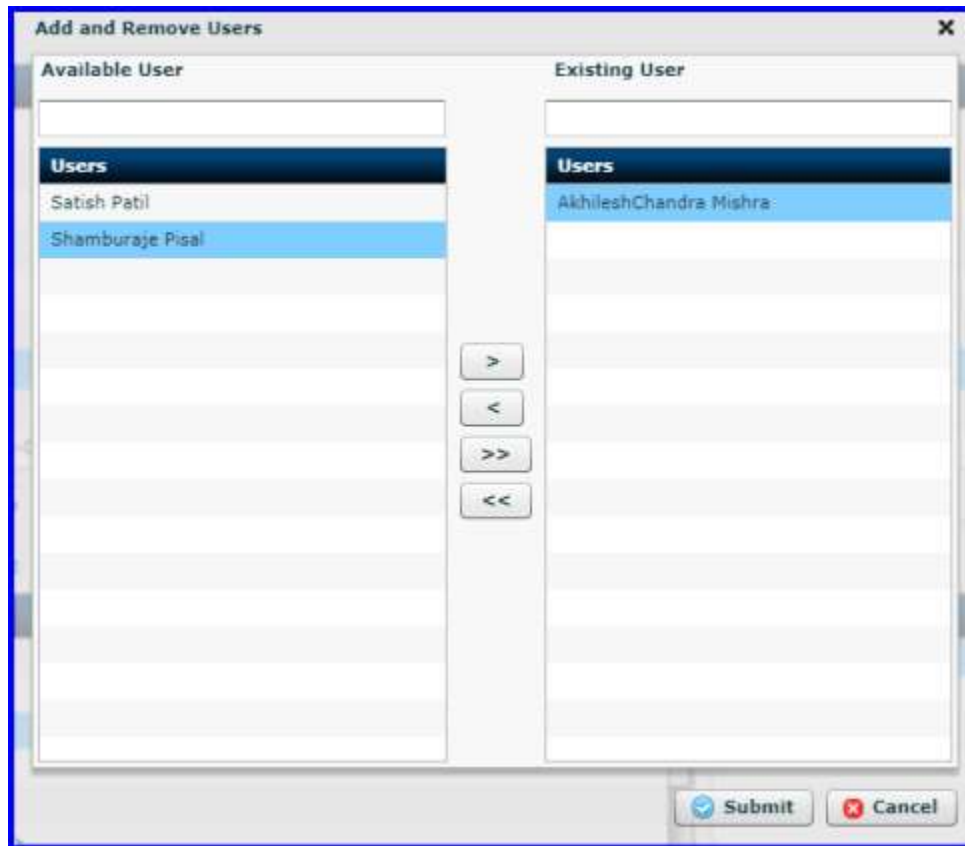 Add and Remove Users
Available User
Existing User
Users
Users
Satish Patil
AkhileshChandra Mishra
Shamburaje Pisal
>
<
>>
<<
Submit
Cancel